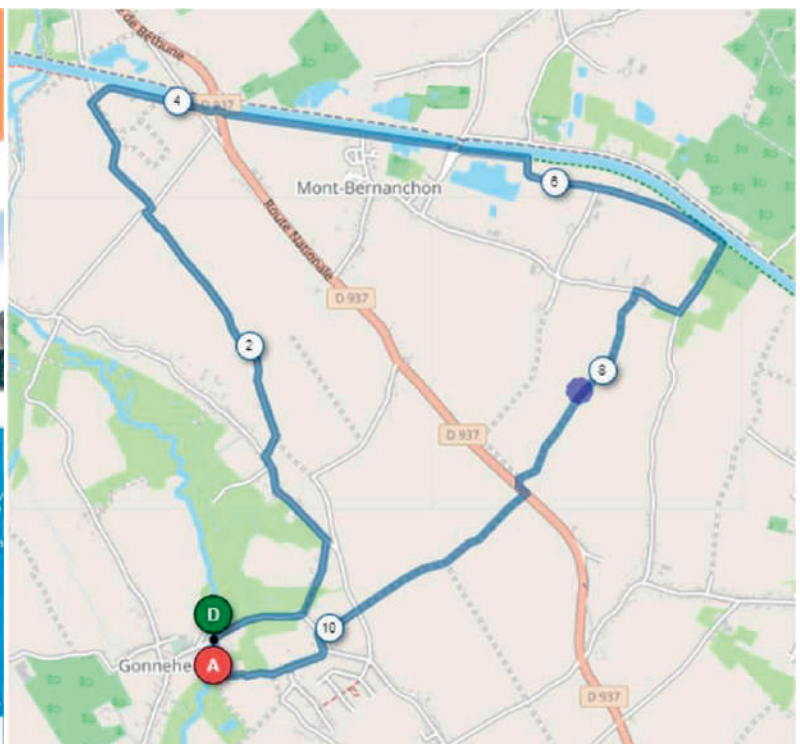 de Béthune
4
D 937
6
Mont-Bernanchon
Route Nationale
D 937
2
8
D 937
D
10
Gonnehe
A
D 937